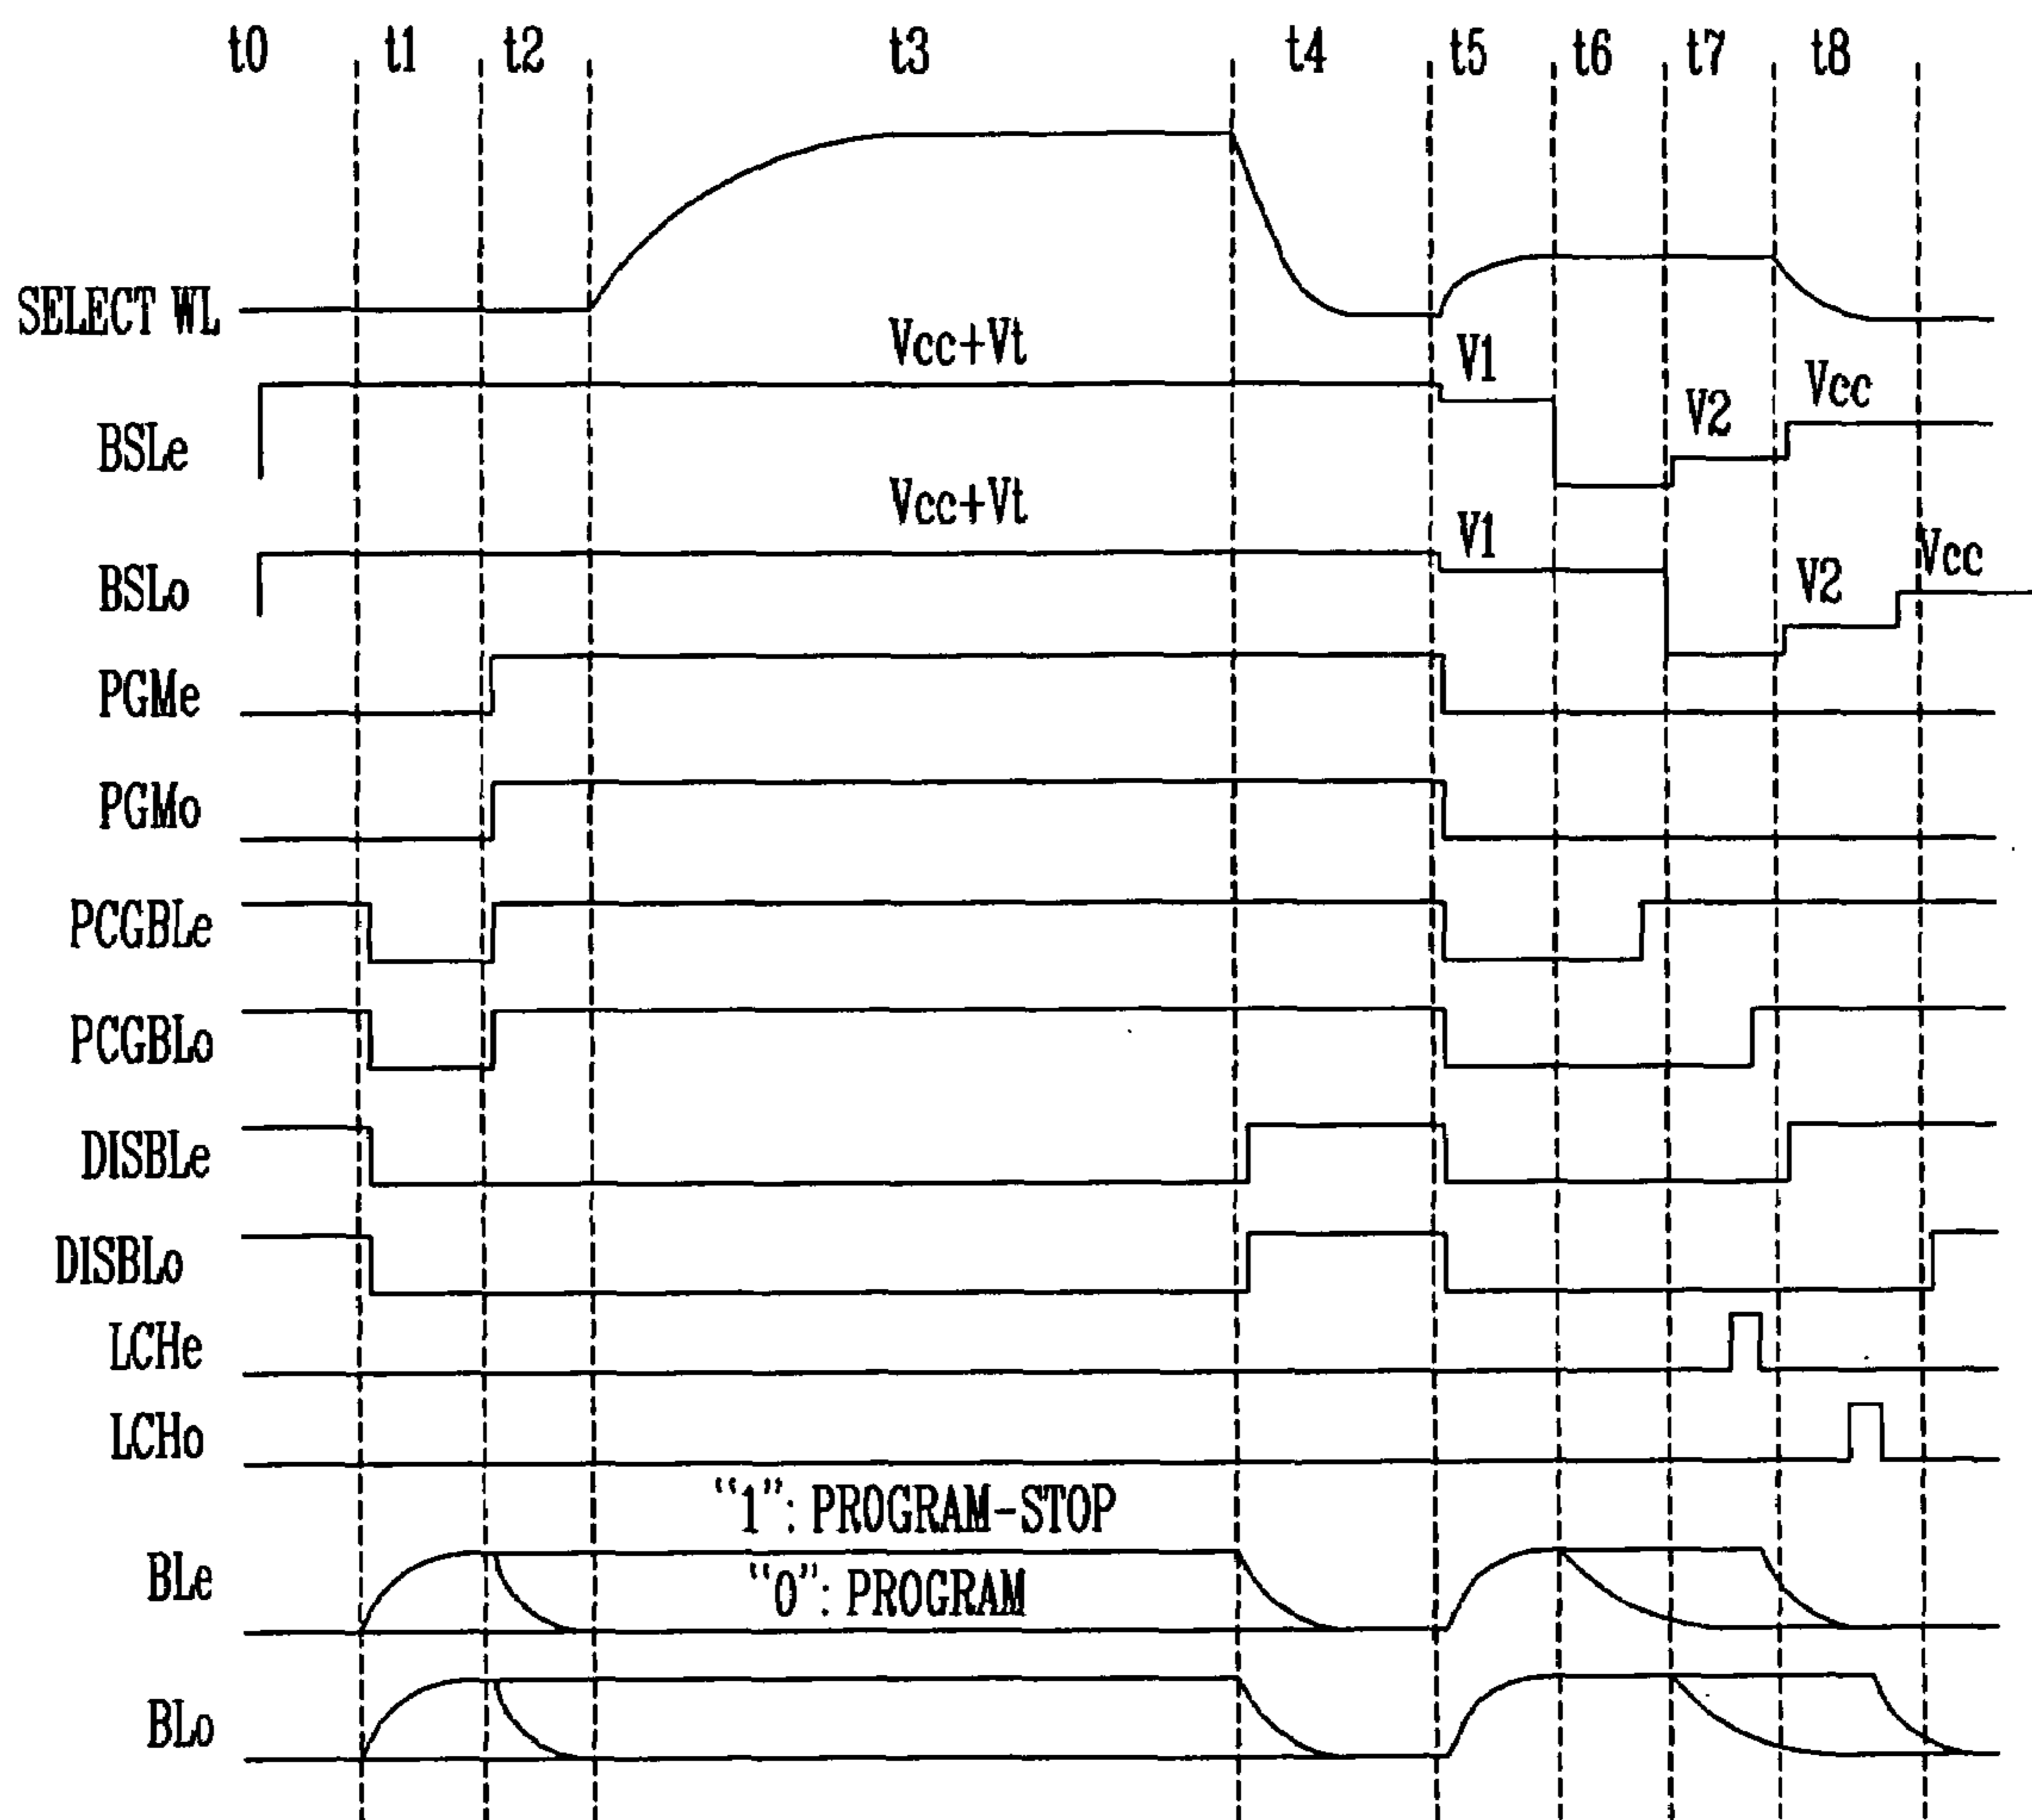 t0 t1 t2 t3 t4 t5 t6 t7 t8
SELECT WL
Vcc+Vt V1 V2 Vcc
BSLe
Vcc+Vt V1 V2 Vcc
BSLo
PGMe
PGMo
PCGBLe
PCGBLo
DISBLe
DISBLo
LCHe
LCHo
"1": PROGRAM-STOP
BLe
"0": PROGRAM
BLo